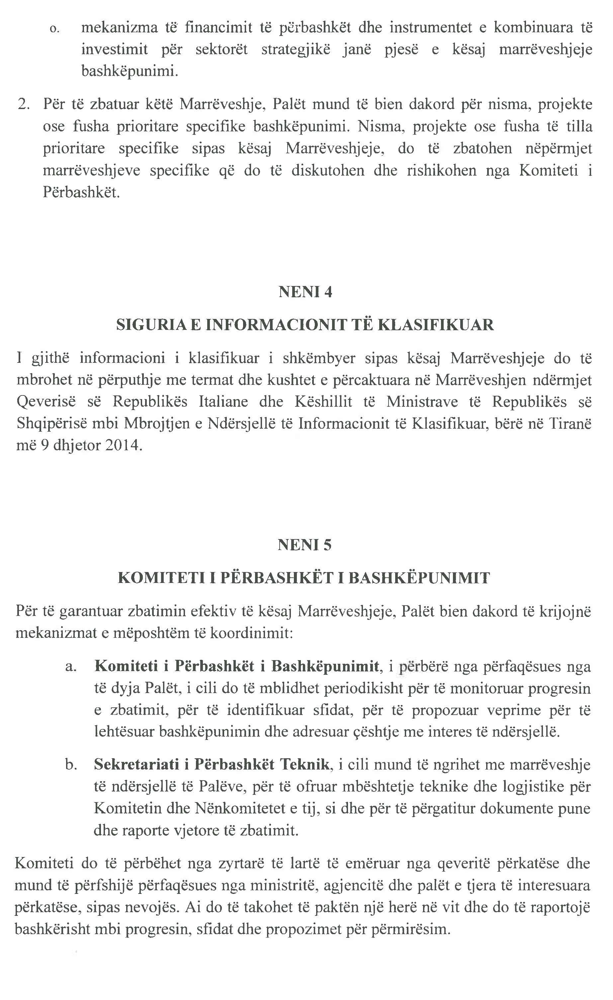 o. mekanizma të financimit të përbashkët dhe instrumentet e kombinuara të
investimit për sektorët strategjikë janë pjesë e kësaj marrëveshjeje
bashkëpunimi.
2. Për të zbatuar këtë Marrëveshje, Palët mund të bien dakord për nisma, projekte
ose fusha prioritare specifike bashkëpunimi. Nisma, projekte ose fusha të tilla
prioritare specifike sipas kësaj Marrëveshjeje, do të zbatohen nëpërmjet
marrëveshjeve specifike që do të diskutohen dhe rishikohen nga Komiteti i
Përbashkët.
NENI 4
SIGURIA E INFORMACIONIT TË KLASIFIKUAR
I gjithë informacioni i klasifikuar i shkëmbyer sipas kësaj Marrëveshjeje do të
mbrohet në përputhje me termat dhe kushtet e përcaktuara në Marrëveshjen ndërmjet
Qeverisë së Republikës Italiane dhe Këshillit të Ministrave të Republikës së
Shqipërisë mbi Mbrojtjen e Ndërsjellë të Informacionit të Klasifikuar, bërë në Tiranë
më 9 dhjetor 2014.
NENI 5
KOMITETI I PËRBASHKËT I BASHKËPUNIMIT
Për të garantuar zbatimin efektiv të kësaj Marrëveshjeje, Palët bien dakord të krijojnë
mekanizmat e mëposhtëm të koordinimit:
a. Komiteti i Përbashkët i Bashkëpunimit, i përbërë nga përfaqësues nga
të dyja Palët, i cili do të mblidhet periodikisht për të monitoruar progresin
e zbatimit, për të identifikuar sfidat, për të propozuar veprime për të
lehtësuar bashkëpunimin dhe adresuar çështje me interes të ndërsjellë.
b. Sekretariati i Përbashkët Teknik, i cili mund të ngrihet me marrëveshje
të ndërsjellë të Palëve, për të ofruar mbështetje teknike dhe logjistike për
Komitetin dhe Nënkomitetet e tij, si dhe për të përgatitur dokumente pune
dhe raporte vjetore të zbatimit.
Komiteti do të përbëhet nga zyrtarë të lartë të emëruar nga qeveritë përkatëse dhe
mund të përfshijë përfaqësues nga ministritë, agjencitë dhe palët e tjera të interesuara
përkatëse, sipas nevojës. Ai do të takohet të paktën një herë në vit dhe do të raportojë
bashkërisht mbi progresin, sfidat dhe propozimet për përmirësim.